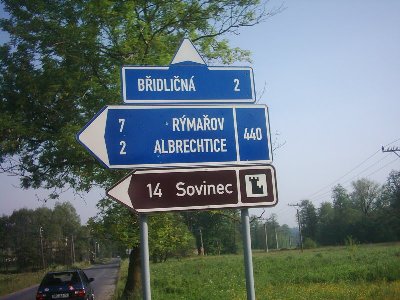 BŘIDLIČNÁ 2
7 RÝMAŘOV 440
2 ALBRECHTICE
14 Sovinec